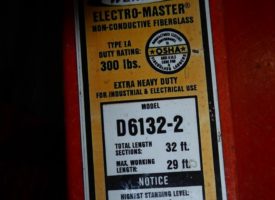 ELECTRO-MASTER®
NON-CONDUCTIVE FIBERGLASS
TYPE IA
DUTY RATING:
300 lbs.
OSHA
EXTRA HEAVY DUTY
FOR INDUSTRIAL & ELECTRICAL USE
MODEL
D6132-2
TOTAL LENGTH
SECTIONS: 32 ft.
MAX. WORKING
LENGTH: 29 ft.
NOTICE
HIGHEST STANDING LEVEL: